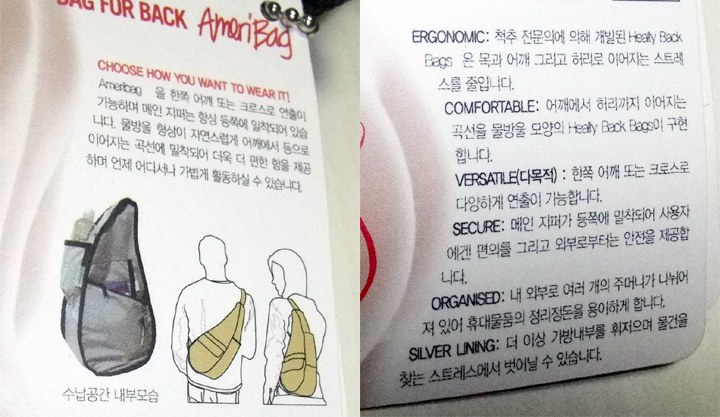 BAG FOR BACK AmeriBag
CHOOSE HOW YOU WANT TO WEAR IT!
Ameribag 을 한쪽 어깨 또는 크로스로 연출이
가능하며 메인 지퍼는 항상 등쪽에 밀착되어 있습
니다. 물방울 형상이 자연스럽게 어깨에서 등으로
이어지는 곡선에 밀착되어 더욱 더 편한 함을 제공
하며 언제 어디서나 가볍게 활동하실 수 있습니다.
수납공간 내부모습
ERGONOMIC: 척추 전문의에 의해 개발된 Healfy Back
Bags 은 목과 어깨 그리고 허리로 이어지는 스트레
스를 줄입니다.
COMFORTABLE: 어깨에서 허리까지 이어지는
곡선을 물방울 모양의 Healfy Back Bags이 구현
합니다.
VERSATILE(다목적) : 한쪽 어깨 또는 크로스로
다양하게 연출이 가능합니다.
SECURE: 메인 지퍼가 등쪽에 밀착되어 사용자
에겐 편의를 그리고 외부로부터는 안전을 제공합
니다.
ORGANISED: 내 외부로 여러 개의 주머니가 나뉘어
져 있어 휴대물품의 정리정돈을 용이하게 합니다.
SILVER LINING: 더 이상 가방내부를 휘저으며 물건을
찾는 스트레스에서 벗어날 수 있습니다.